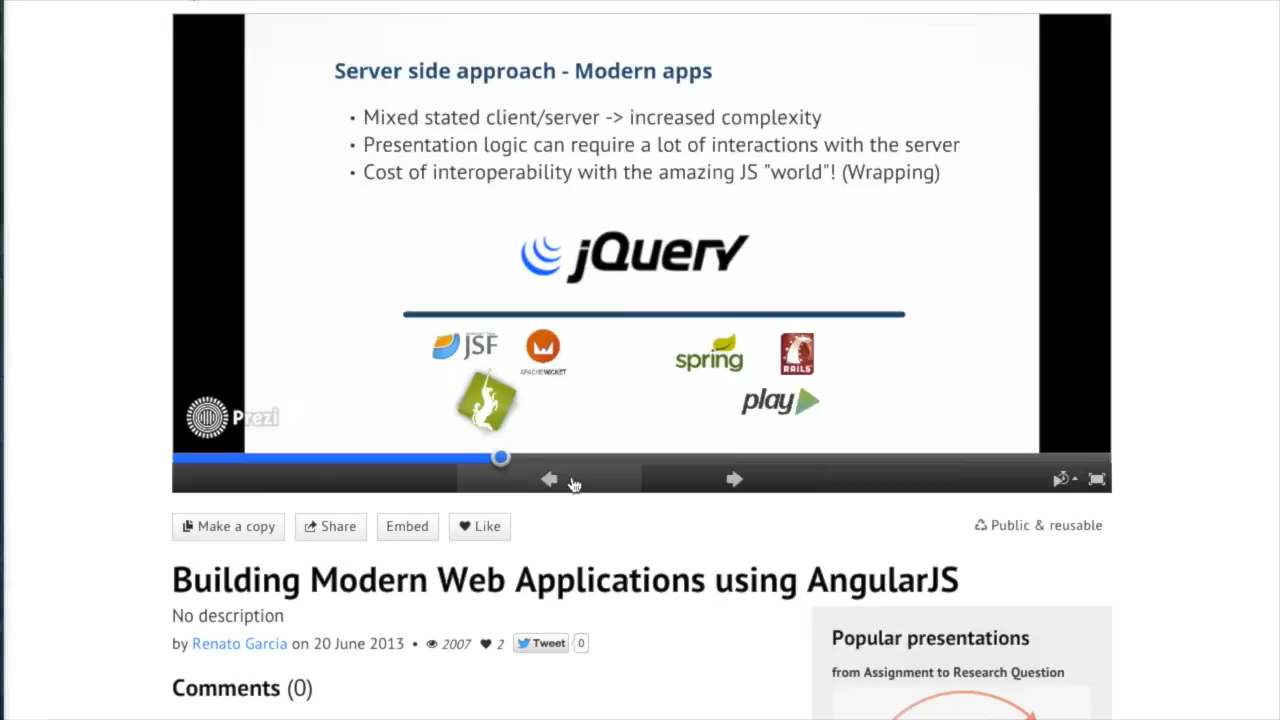 Server side approach - Modern apps
• Mixed stated client/server -> increased complexity
• Presentation logic can require a lot of interactions with the server
• Cost of interoperability with the amazing JS "world"! (Wrapping)
jQuery
JSF
APACHE WICKET
spring
RAILS
play
Prezi
Make a copy
Share
Embed
Like
Public & reusable
Building Modern Web Applications using AngularJS
No description
by Renato Garcia on 20 June 2013 • 2007 2 Tweet 0
Popular presentations
from Assignment to Research Question
Comments (0)